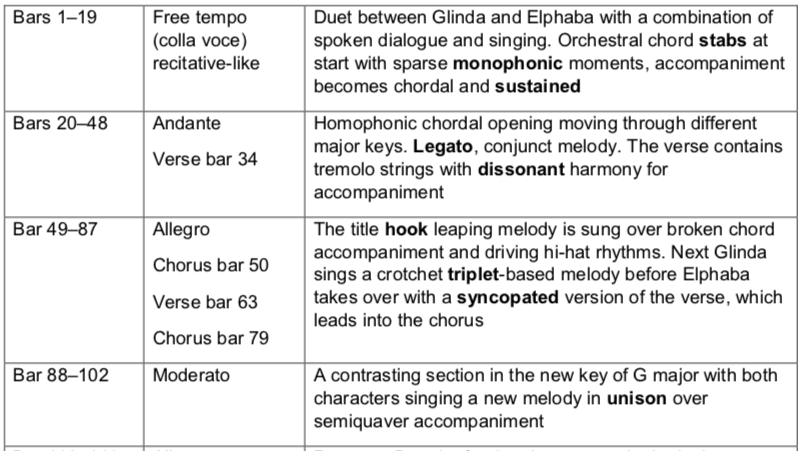 Bars 1–19
Free tempo
(colla voce)
recitative-like
Duet between Glinda and Elphaba with a combination of
spoken dialogue and singing. Orchestral chord stabs at
start with sparse monophonic moments, accompaniment
becomes chordal and sustained
Bars 20–48
Andante
Verse bar 34
Homophonic chordal opening moving through different
major keys. Legato, conjunct melody. The verse contains
tremolo strings with dissonant harmony for
accompaniment
Bar 49–87
Allegro
Chorus bar 50
Verse bar 63
Chorus bar 79
The title hook leaping melody is sung over broken chord
accompaniment and driving hi-hat rhythms. Next Glinda
sings a crotchet triplet-based melody before Elphaba
takes over with a syncopated version of the verse, which
leads into the chorus
Bar 88–102
Moderato
A contrasting section in the new key of G major with both
characters singing a new melody in unison over
semiquaver accompaniment